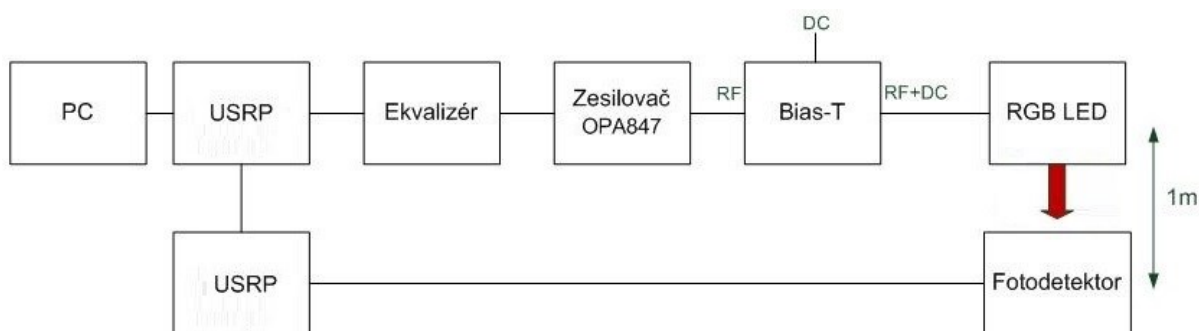 DC
PC
USRP
Ekvalizér
Zesilovač
OPA847
RF
Bias-T
RF+DC
RGB LED
1m
USRP
Fotodetektor